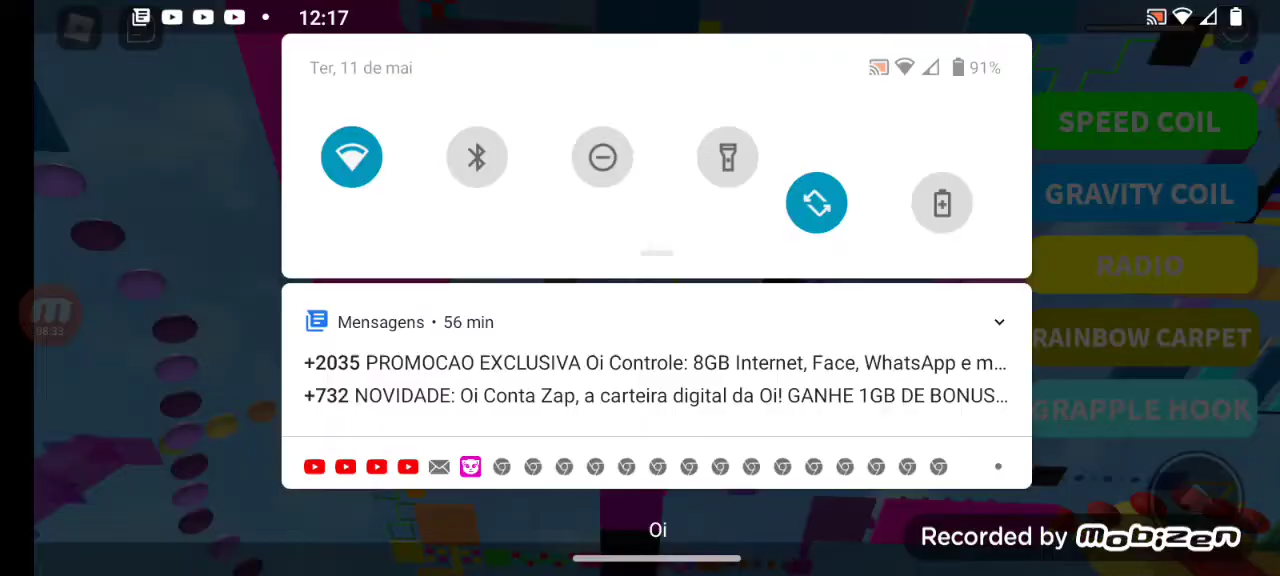 12:17
Ter, 11 de mai
91%
SPEED COIL
GRAVITY COIL
RADIO
RAINBOW CARPET
GRAPPLE HOOK
08:33
Mensagens • 56 min
+2035 PROMOCAO EXCLUSIVA Oi Controle: 8GB Internet, Face, WhatsApp e m...
+732 NOVIDADE: Oi Conta Zap, a carteira digital da Oi! GANHE 1GB DE BONUS...
Oi
Recorded by mobizen